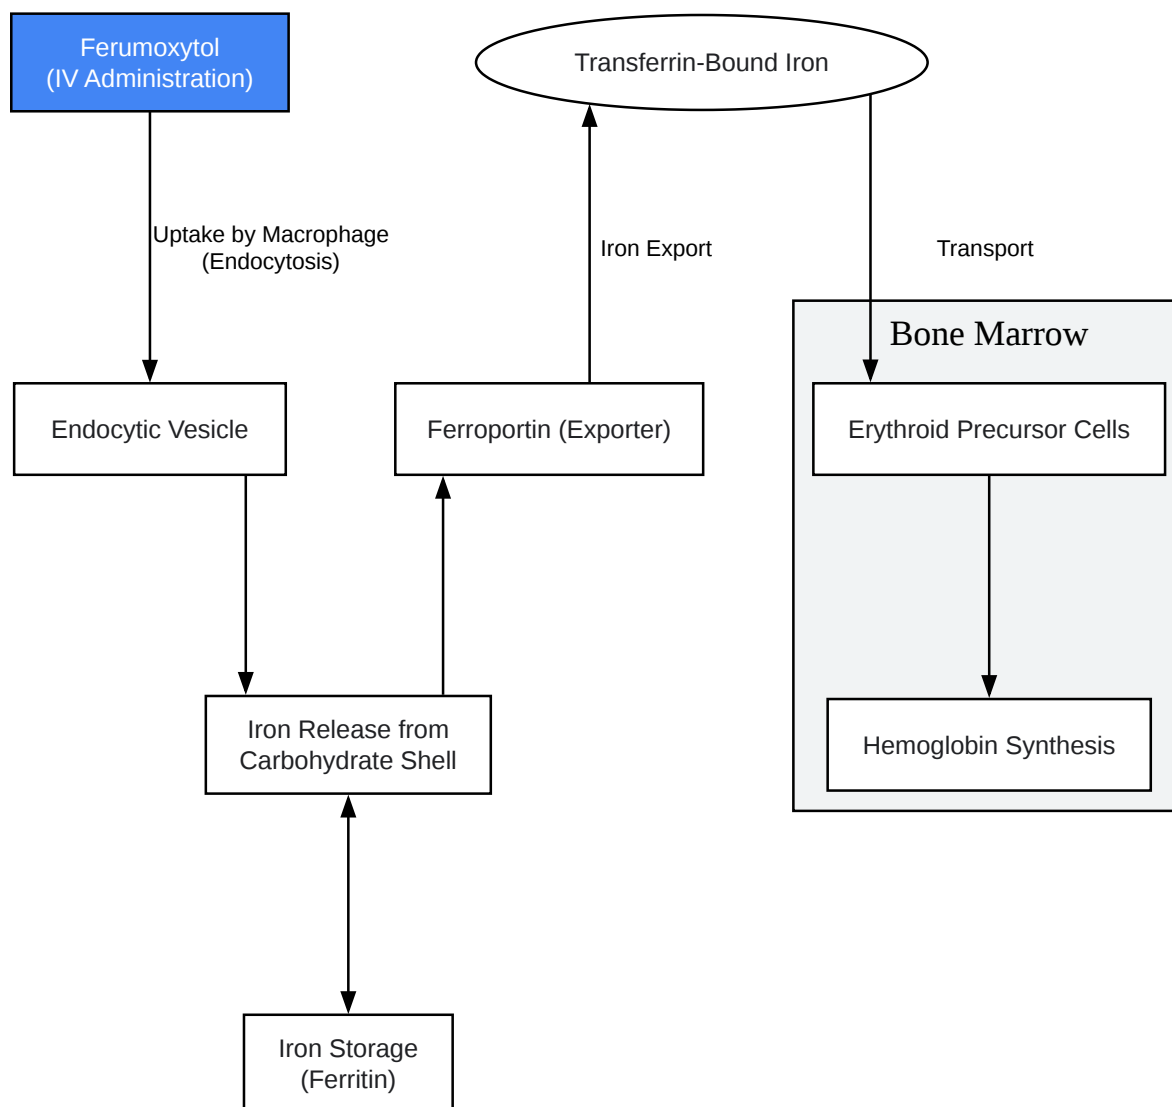 Ferumoxytol
(IV Administration)
Transferrin-Bound Iron
Uptake by Macrophage
(Endocytosis)
Iron Export
Transport
Bone Marrow
Endocytic Vesicle
Ferroportin (Exporter)
Erythroid Precursor Cells
Iron Release from
Carbohydrate Shell
Hemoglobin Synthesis
Iron Storage
(Ferritin)